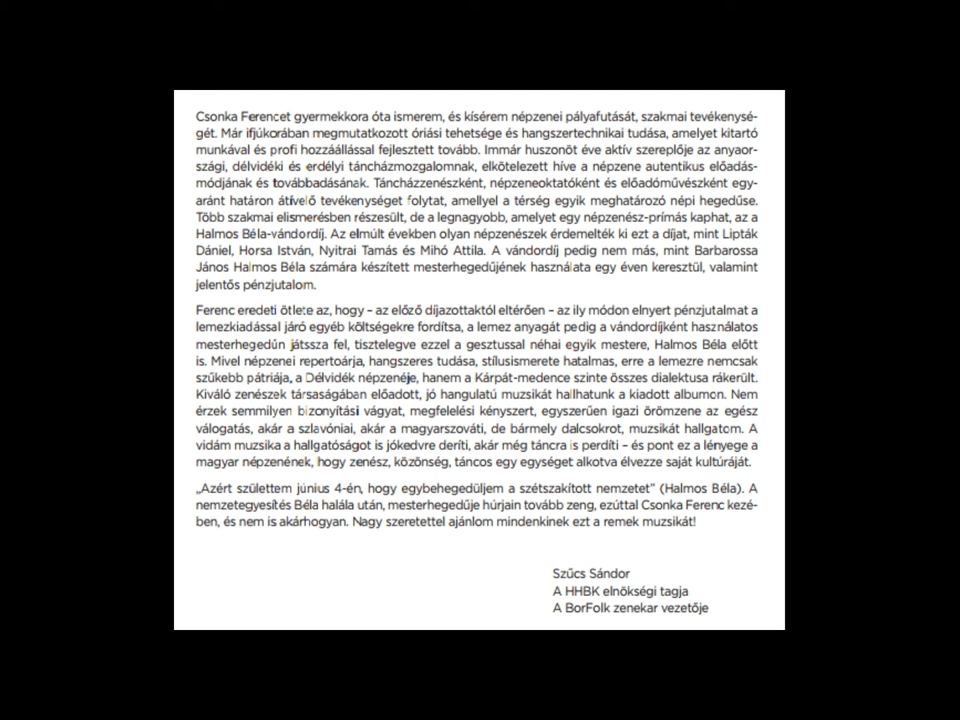 Csonka Ferencet gyermekkora óta ismerem, és kísérem népzenei pályafutását, szakmai tevékenysé-
gét. Már ifjúkorában megmutatkozott óriási tehetsége és hangszertechnikai tudása, amelyet kitartó
munkával és profi hozzáállással fejlesztett tovább. Immár huszonöt éve aktív szereplője az anyaor-
szági, délvidéki és erdélyi táncházmozgalomnak, elkötelezett híve a népzene autentikus előadás-
módjának és továbbadásának. Táncházzenészként, népzeneoktatóként és előadóművészként egy-
aránt határon átívelő tevékenységet folytat, amellyel a térség egyik meghatározó népi hegedűse.
Több szakmai elismerésben részesült, de a legnagyobb, amelyet egy népzenész-prímás kaphat, az a
Halmos Béla-vándordíj. Az elmúlt években olyan népzenészek érdemelték ki ezt a díjat, mint Lipták
Dániel, Horsa István, Nyitrai Tamás és Mihó Attila. A vándordíj pedig nem más, mint Barbarossa
János Halmos Béla számára készített mesterhegedűjének használata egy éven keresztül, valamint
jelentős pénzjutalom.
Ferenc eredeti ötlete az, hogy – az előző díjazottaktól eltérően – az ily módon elnyert pénzjutalmat a
lemezkiadással járó egyéb költségekre fordítsa, a lemez anyagát pedig a vándordíjként használatos
mesterhegedűn játssza fel, tisztelegve ezzel a gesztussal néhai egyik mestere, Halmos Béla előtt
is. Mivel népzenei repertoárja, hangszeres tudása, stílusismerete hatalmas, erre a lemezre nemcsak
szűkebb pátriája, a Délvidék népzenéje, hanem a Kárpát-medence szinte összes dialektusa rákerült.
Kiváló zenészek társaságában előadott, jó hangulatú muzsikát hallhatunk a kiadott albumon. Nem
érzek semmilyen bizonyítási vágyat, megfelelési kényszert, egyszerűen igazi örömzene az egész
válogatás, akár a szlavóniai, akár a magyarszováti, de bármely dalcsokrot, muzsikát hallgatom. A
vidám muzsika a hallgatóságot is jókedvre deríti, akár még táncra is perdíti – és pont ez a lényege a
magyar népzenének, hogy zenész, közönség, táncos egy egységet alkotva élvezze saját kultúráját.
„Azért születtem június 4-én, hogy egybehegedüljem a szétszakított nemzetet” (Halmos Béla). A
nemzetegyesítés Béla halála után, mesterhegedűje húrjain tovább zeng, ezúttal Csonka Ferenc kezé-
ben, és nem is akárhogyan. Nagy szeretettel ajánlom mindenkinek ezt a remek muzsikát!
Szűcs Sándor
A HHBK elnökségi tagja
A BorFolk zenekar vezetője